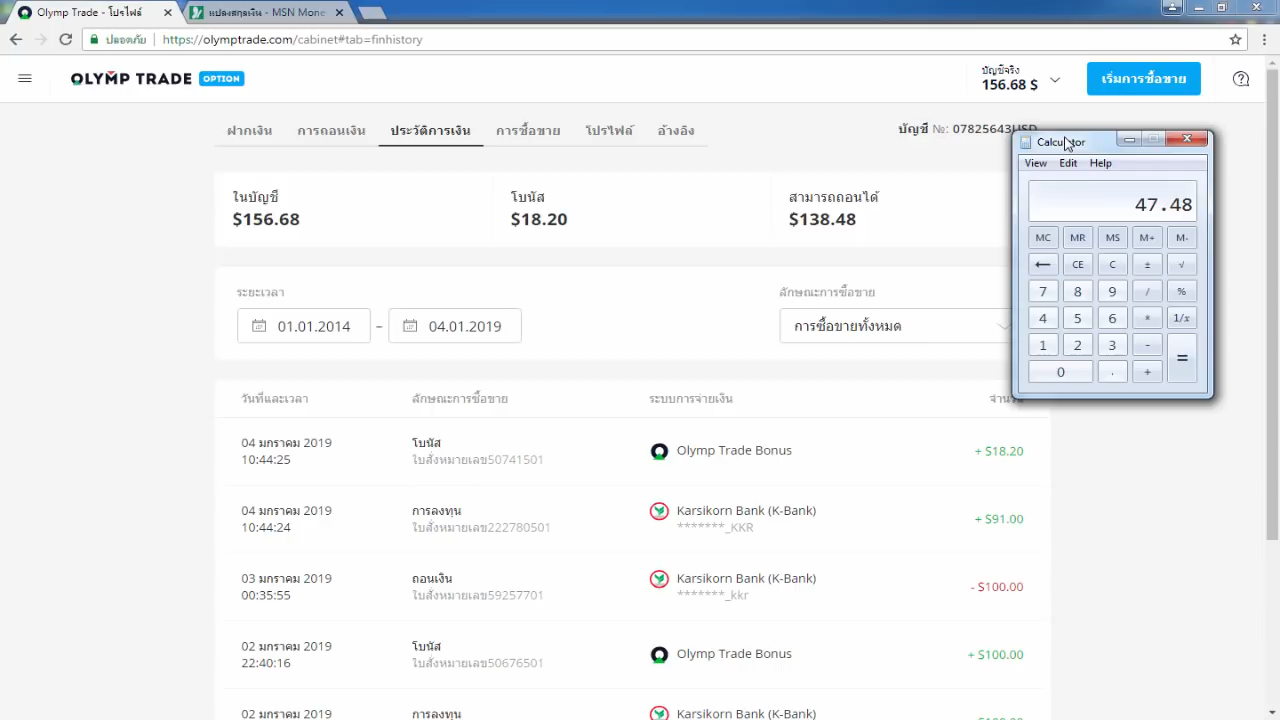 Olymp Trade - โปรไฟล์
แปลงสกุลเงิน - MSN Mone
ปลอดภัย
https://olymptrade.com/cabinet#tab=finhistory
OLYMP TRADE OPTION
บัญชีจริง
156.68 $
เริ่มการซื้อขาย
ฝากเงิน การถอนเงิน ประวัติการเงิน การซื้อขาย โปรไฟล์ อ้างอิง
บัญชี №: 07825643USD
ในบัญชี
$156.68
โบนัส
$18.20
สามารถถอนได้
$138.48
ระยะเวลา
01.01.2014 – 04.01.2019
ลักษณะการซื้อขาย
การซื้อขายทั้งหมด
วันที่และเวลา ลักษณะการซื้อขาย ระบบการจ่ายเงิน
04 มกราคม 2019
10:44:25
โบนัส
ใบสั่งหมายเลข50741501
Olymp Trade Bonus
+ $18.20
04 มกราคม 2019
10:44:24
การลงทุน
ใบสั่งหมายเลข222780501
Karsikorn Bank (K-Bank)
*******_KKR
+ $91.00
03 มกราคม 2019
00:35:55
ถอนเงิน
ใบสั่งหมายเลข59257701
Karsikorn Bank (K-Bank)
*******_kkr
- $100.00
02 มกราคม 2019
22:40:16
โบนัส
ใบสั่งหมายเลข50676501
Olymp Trade Bonus
+ $100.00
02 มกราคม 2019
การลงทุน
Karsikorn Bank (K-Bank)
Calculator
View Edit Help
47.48
MC MR MS M+ M-
← CE C ± √
7 8 9 / %
4 5 6 * 1/x
1 2 3 - =
0 . +